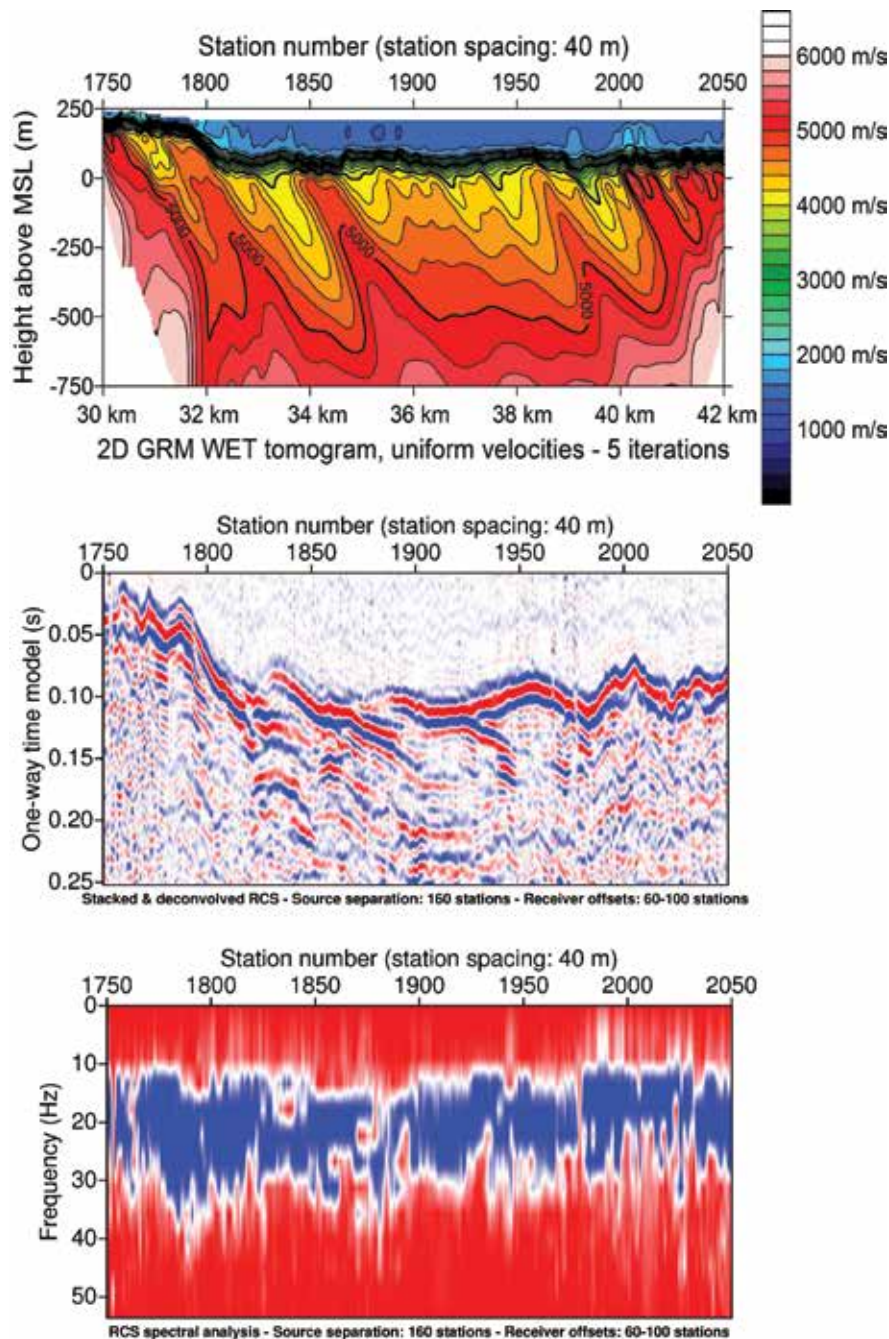 Station number (station spacing: 40 m)
1750 1800 1850 1900 1950 2000 2050
Height above MSL (m)
250
0
-250
-500
-750
5000
5000
5000
5000
30 km 32 km 34 km 36 km 38 km 40 km 42 km
2D GRM WET tomogram, uniform velocities - 5 iterations
6000 m/s
5000 m/s
4000 m/s
3000 m/s
2000 m/s
1000 m/s
Station number (station spacing: 40 m)
1750 1800 1850 1900 1950 2000 2050
One-way time model (s)
0
0.05
0.10
0.15
0.20
0.25
Stacked & deconvolved RCS - Source separation: 160 stations - Receiver offsets: 60-100 stations
Station number (station spacing: 40 m)
1750 1800 1850 1900 1950 2000 2050
Frequency (Hz)
0
10
20
30
40
50
RCS spectral analysis - Source separation: 160 stations - Receiver offsets: 60-100 stations